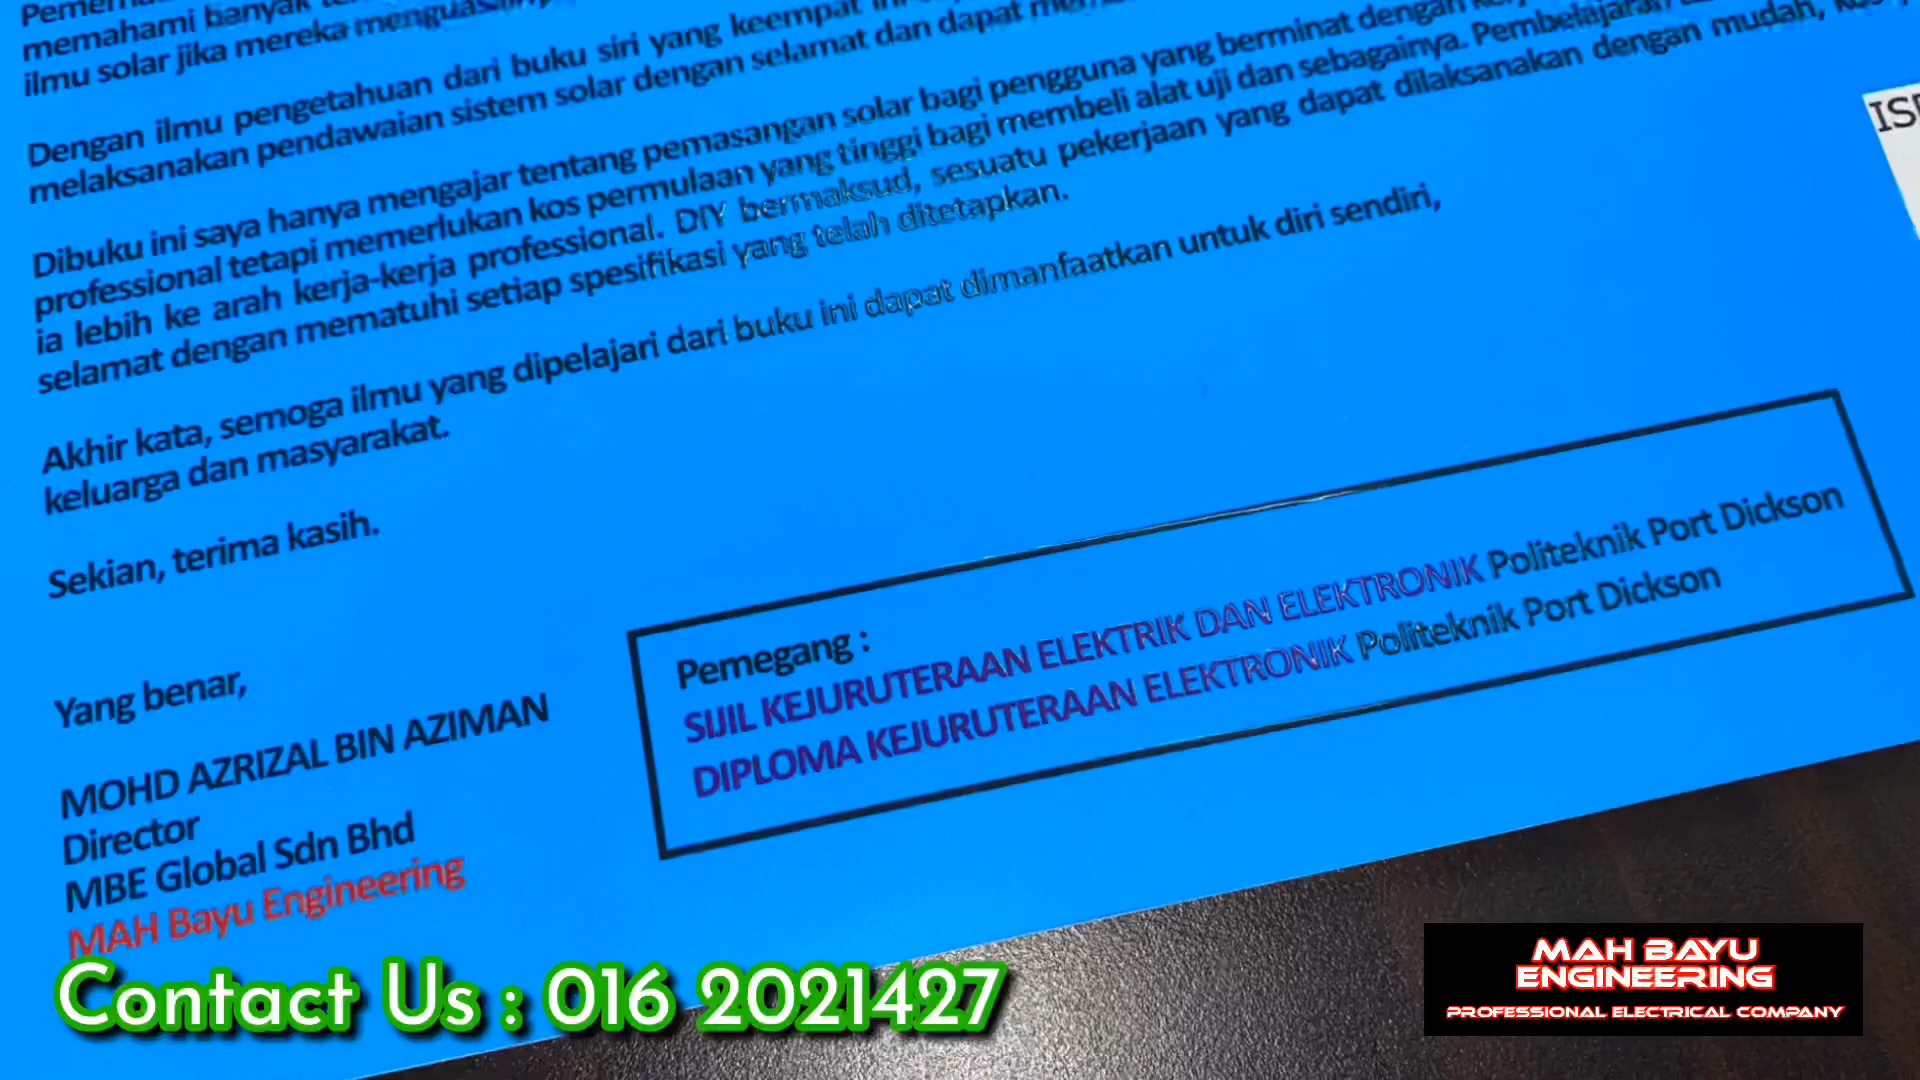 memahami banyak
ilmu solar jika mereka menguasainya
Dengan ilmu pengetahuan dari buku siri yang keempat ini
melaksanakan pendawaian sistem solar dengan selamat dan dapat
Dibuku ini saya hanya mengajar tentang pemasangan solar bagi pengguna yang berminat dengan
professional tetapi memerlukan kos permulaan yang tinggi bagi membeli alat uji dan sebagainya. Pembelajaran
ia lebih ke arah kerja-kerja professional. DIY bermaksud, sesuatu pekerjaan yang dapat dilaksanakan dengan mudah, kos
selamat dengan mematuhi setiap spesifikasi yang telah ditetapkan.
Akhir kata, semoga ilmu yang dipelajari dari buku ini dapat dimanfaatkan untuk diri sendiri,
keluarga dan masyarakat.
Sekian, terima kasih.
Yang benar,
MOHD AZRIZAL BIN AZIMAN
Director
MBE Global Sdn Bhd
MAH Bayu Engineering
Pemegang :
SIJIL KEJURUTERAAN ELEKTRIK DAN ELEKTRONIK Politeknik Port Dickson
DIPLOMA KEJURUTERAAN ELEKTRONIK Politeknik Port Dickson
Contact Us : 016 2021427
MAH BAYU
ENGINEERING
PROFESSIONAL ELECTRICAL COMPANY